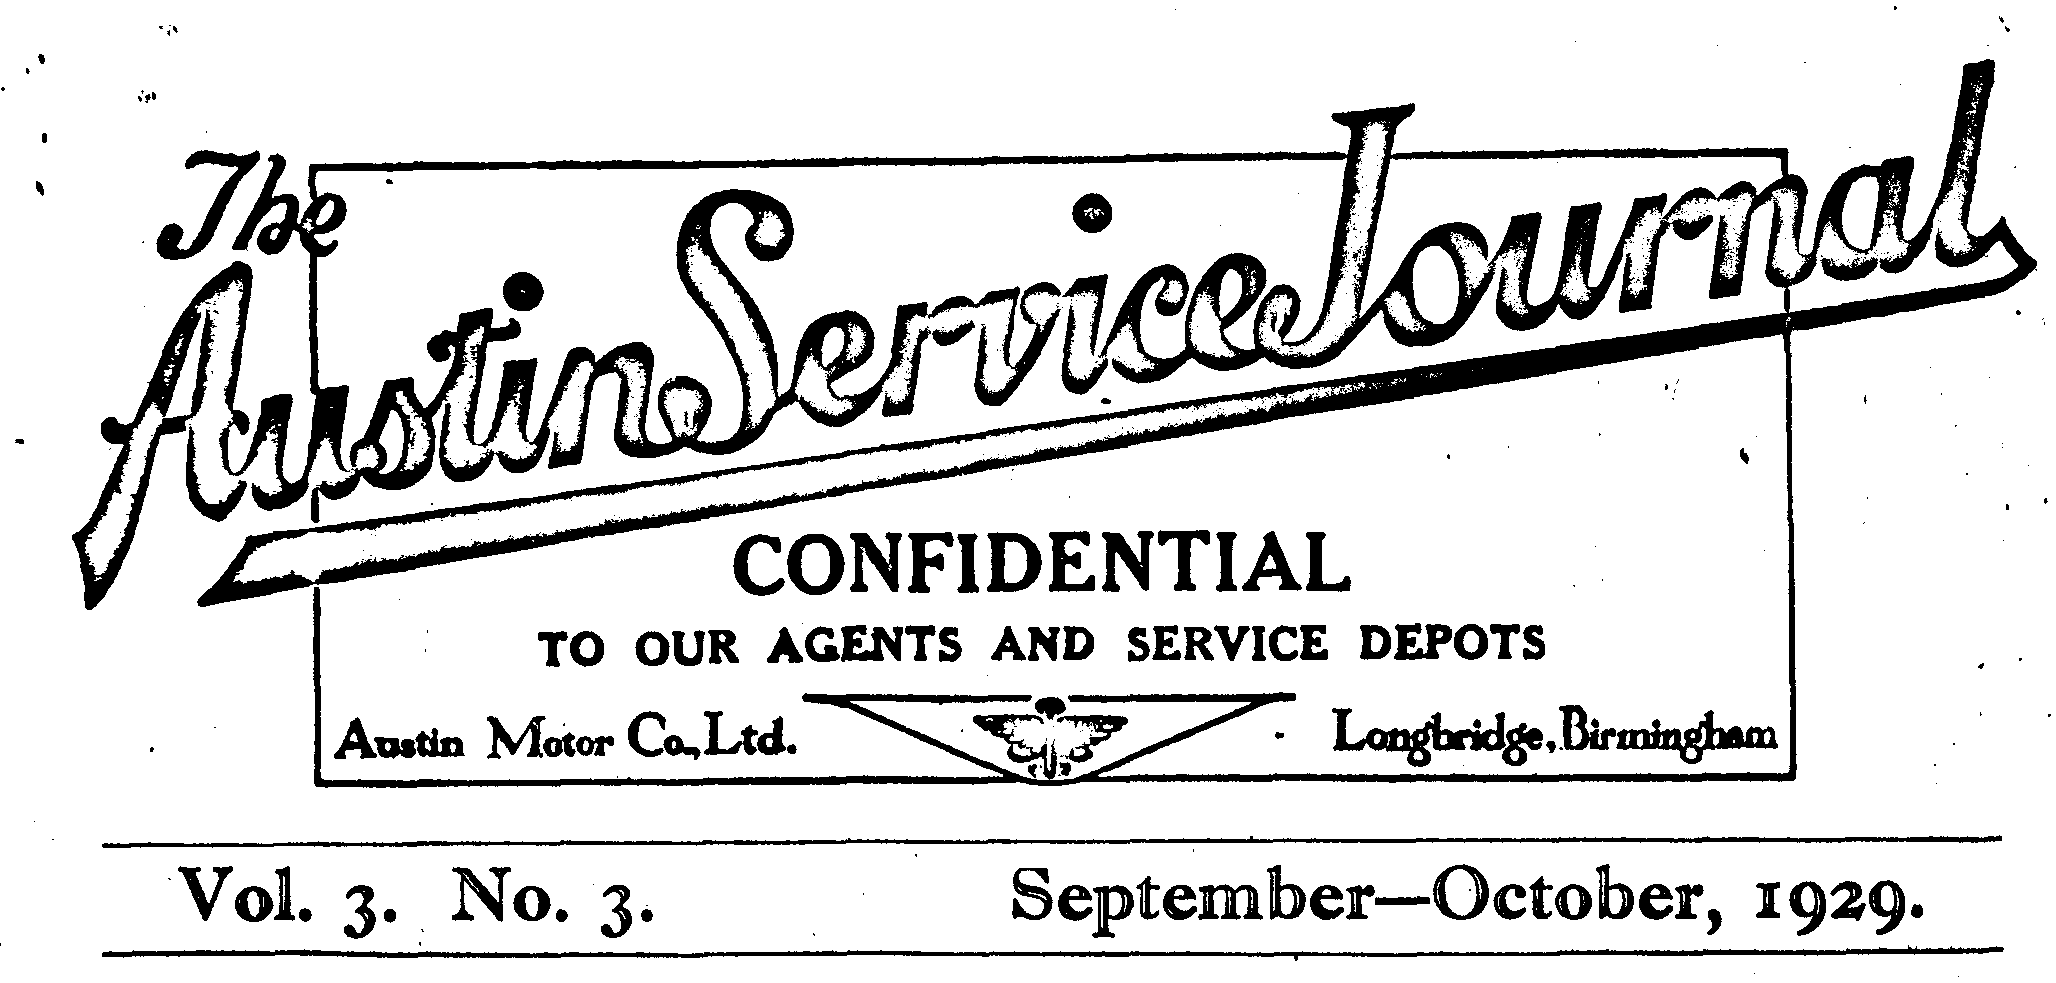 The
Austin Service Journal
CONFIDENTIAL
TO OUR AGENTS AND SERVICE DEPOTS
Austin Motor Co., Ltd. Longbridge, Birmingham
Vol. 3. No. 3. September—October, 1929.